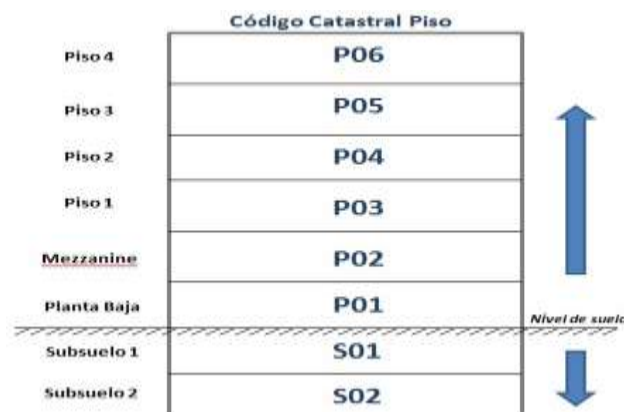 Código Catastral Piso
Piso 4 P06
Piso 3 P05
Piso 2 P04
Piso 1 P03
Mezzanine P02
Planta Baja P01
Nivel de suelo
Subsuelo 1 S01
Subsuelo 2 S02